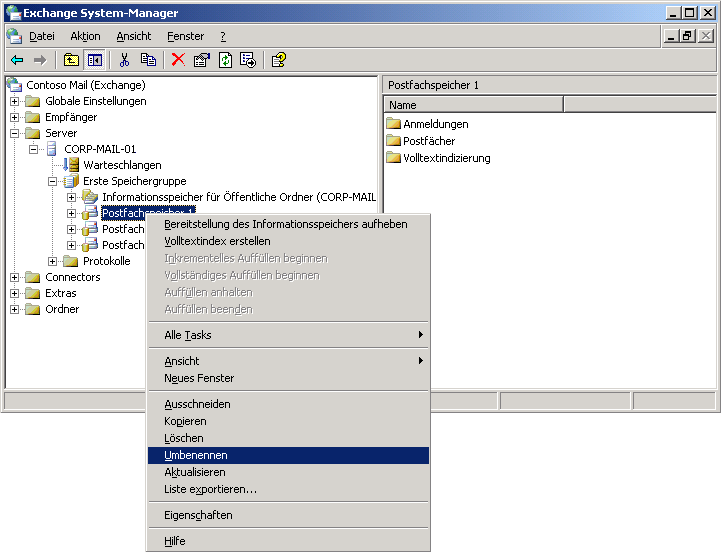 Exchange System-Manager
Datei Aktion Ansicht Fenster ?
Contoso Mail (Exchange)
Globale Einstellungen
Empfänger
Server
CORP-MAIL-01
Warteschlangen
Erste Speichergruppe
Informationsspeicher für Öffentliche Ordner (CORP-MAIL
Postfachspeicher 1
Postfach
Postfach
Protokolle
Connectors
Extras
Ordner
Postfachspeicher 1
Name
Anmeldungen
Postfächer
Volltextindizierung
Bereitstellung des Informationsspeichers aufheben
Volltextindex erstellen
Inkrementelles Auffüllen beginnen
Vollständiges Auffüllen beginnen
Auffüllen anhalten
Auffüllen beenden
Alle Tasks
Ansicht
Neues Fenster
Ausschneiden
Kopieren
Löschen
Umbenennen
Aktualisieren
Liste exportieren...
Eigenschaften
Hilfe